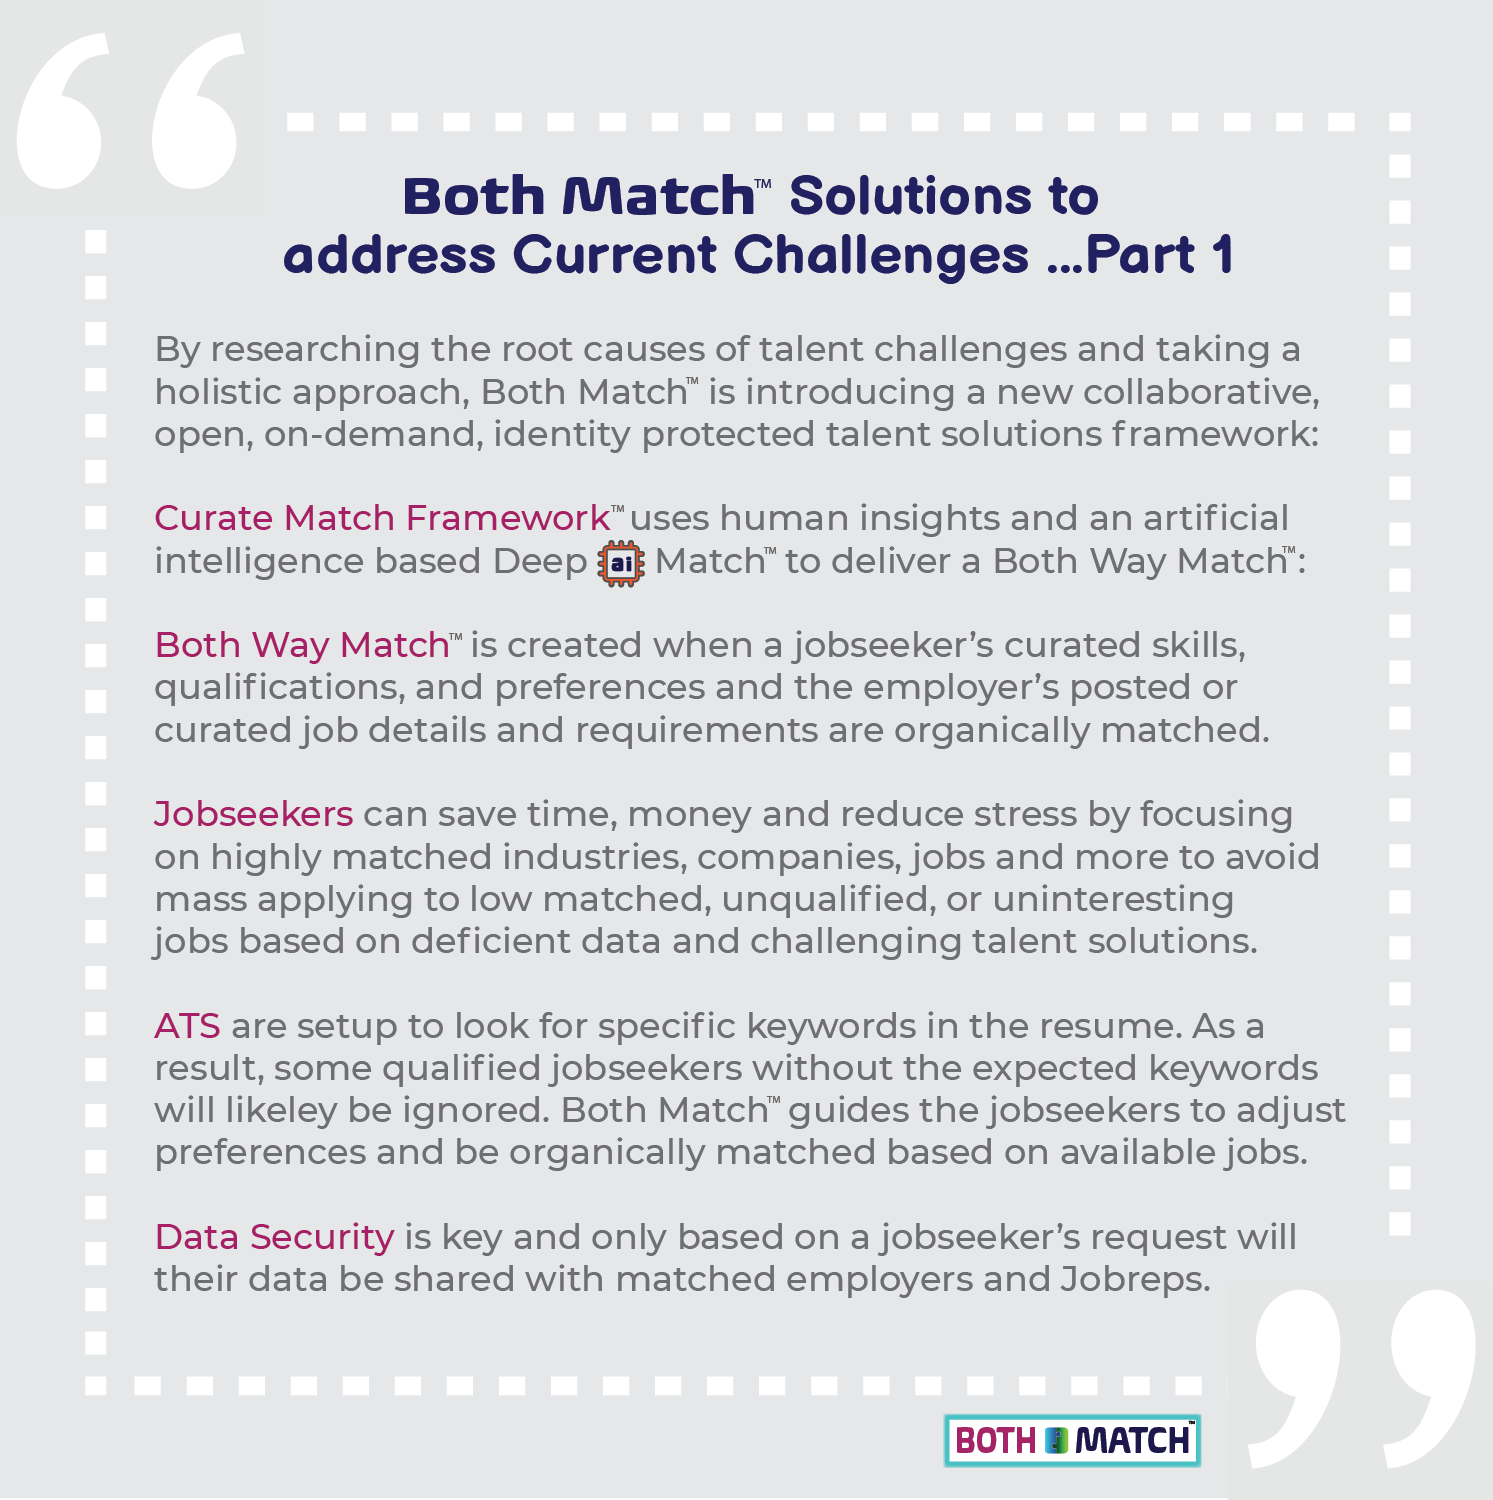 Both Match™ Solutions to
address Current Challenges ...Part 1
By researching the root causes of talent challenges and taking a
holistic approach, Both Match™ is introducing a new collaborative,
open, on-demand, identity protected talent solutions framework:
Curate Match Framework™ uses human insights and an artificial
intelligence based Deep ai Match™ to deliver a Both Way Match™:
Both Way Match™ is created when a jobseeker’s curated skills,
qualifications, and preferences and the employer’s posted or
curated job details and requirements are organically matched.
Jobseekers can save time, money and reduce stress by focusing
on highly matched industries, companies, jobs and more to avoid
mass applying to low matched, unqualified, or uninteresting
jobs based on deficient data and challenging talent solutions.
ATS are setup to look for specific keywords in the resume. As a
result, some qualified jobseekers without the expected keywords
will likeley be ignored. Both Match™ guides the jobseekers to adjust
preferences and be organically matched based on available jobs.
Data Security is key and only based on a jobseeker’s request will
their data be shared with matched employers and Jobreps.
BOTH MATCH™